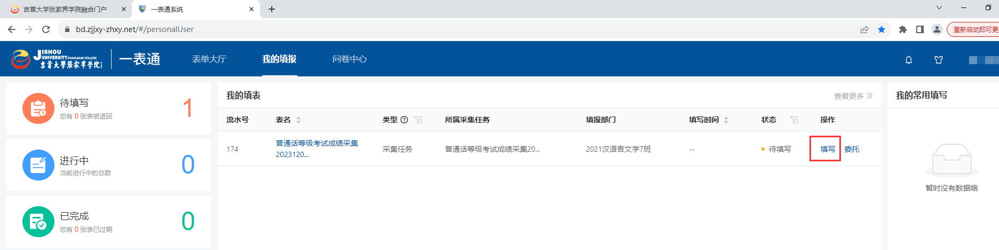 吉首大学张家界学院融合门户
一表通系统
bd.zjjxy-zhxy.net/#/personalUser
重新启动即可更
JISHOU
UNIVERSITY ZHANGJIAJIE COLLEGE
吉首大學張家界学院
一表通
表单大厅
我的填报
问卷中心
待填写
您有 0 张表被退回
1
进行中
当前进行中的总数
0
已完成
您有 0 张表已过期
0
我的填表
查看更多
流水号 表名 类型 所属采集任务 填报部门 填写时间 状态 操作
174 普通话等级考试成绩采集 采集任务 普通话等级考试成绩采集20... 2021汉语言文学7班 -- 待填写 填写 委托
2023120...
我的常用填写
暂时没有数据哦